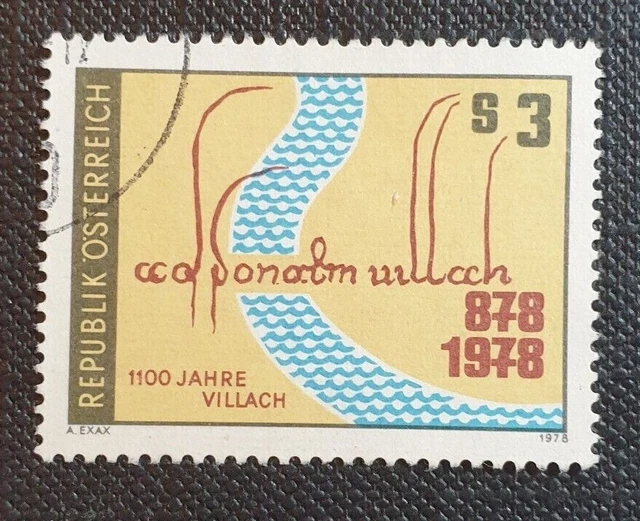 REPUBLIK ÖSTERREICH
S 3
ad ponatm uillach
878
1978
1100 JAHRE
VILLACH
A. EXAX
1978